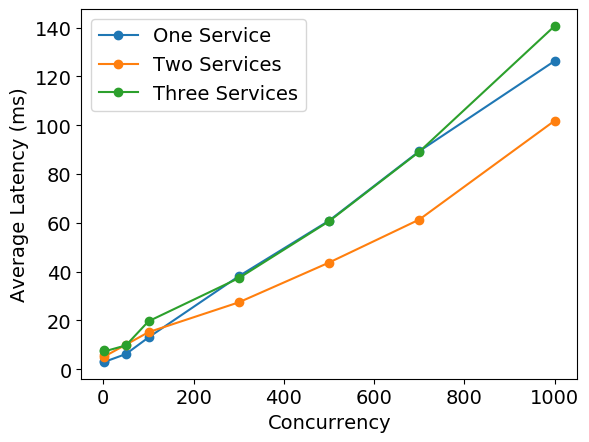 One Service
Two Services
Three Services
Average Latency (ms)
140
120
100
80
60
40
20
0
0 200 400 600 800 1000
Concurrency